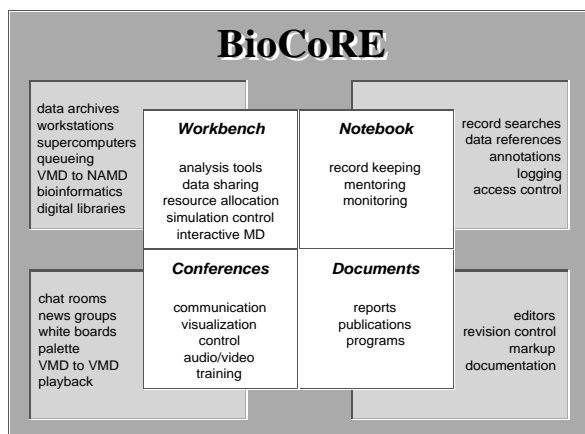 BioCoRE
data archives
workstations
supercomputers
queueing
VMD to NAMD
bioinformatics
digital libraries
Workbench
analysis tools
data sharing
resource allocation
simulation control
interactive MD
Notebook
record keeping
mentoring
monitoring
record searches
data references
annotations
logging
access control
chat rooms
news groups
white boards
palette
VMD to VMD
playback
Conferences
communication
visualization
control
audio/video
training
Documents
reports
publications
programs
editors
revision control
markup
documentation